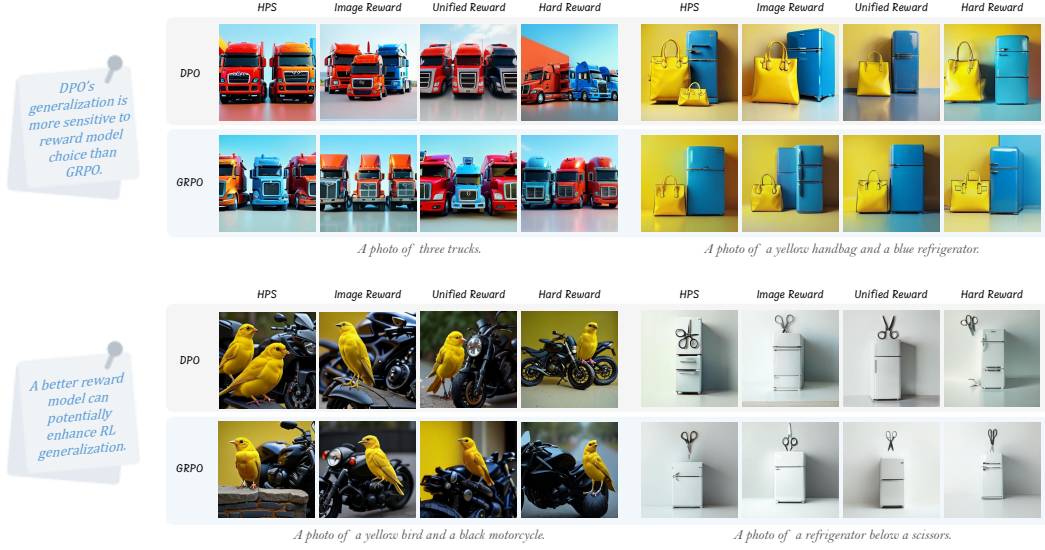 HPS Image Reward Unified Reward Hard Reward HPS Image Reward Unified Reward Hard Reward
DPO's
generalization is
more sensitive to
reward model
choice than
GRPO.
DPO
GRPO
A photo of three trucks. A photo of a yellow handbag and a blue refrigerator.
HPS Image Reward Unified Reward Hard Reward HPS Image Reward Unified Reward Hard Reward
A better reward
model can
potentially
enhance RL
generalization.
DPO
GRPO
A photo of a yellow bird and a black motorcycle. A photo of a refrigerator below a scissors.